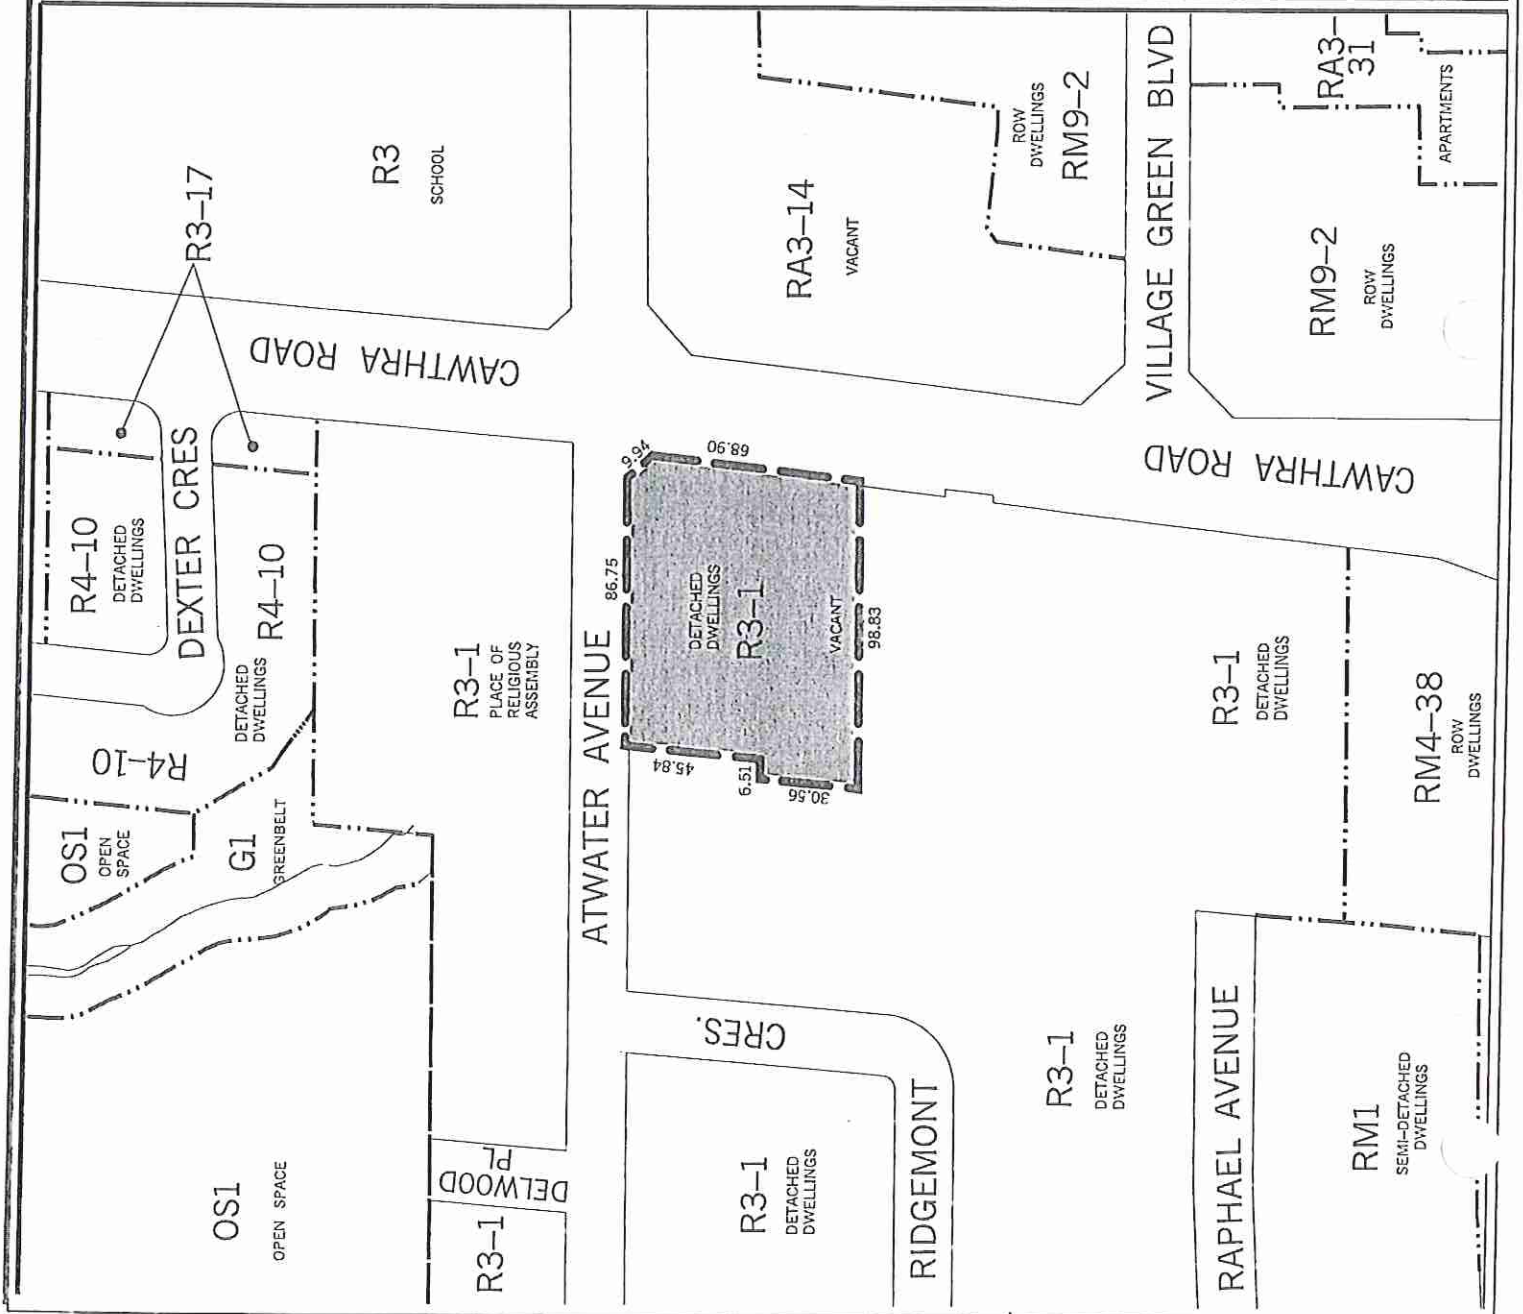 R3-17
R3
SCHOOL
CAWTHRA ROAD
R4-10
DETACHED
DWELLINGS
DEXTER CRES
R4-10
DETACHED
DWELLINGS
R4-10
OS1
OPEN
SPACE
G1
GREENBELT
OS1
OPEN SPACE
R3-1
PLACE OF
RELIGIOUS
ASSEMBLY
DELWOOD
PL
R3-1
ATWATER AVENUE
RA3-14
VACANT
ROW
DWELLINGS
RM9-2
VILLAGE GREEN BLVD
RA3-
31
APARTMENTS
RM9-2
ROW
DWELLINGS
CAWTHRA ROAD
9.94
68.90
86.75
DETACHED
DWELLINGS
R3-1
VACANT
98.83
45.84
6.51
30.56
CRES.
RIDGEMONT
R3-1
DETACHED
DWELLINGS
R3-1
DETACHED
DWELLINGS
R3-1
DETACHED
DWELLINGS
RM4-38
ROW
DWELLINGS
RAPHAEL AVENUE
RM1
SEMI-DETACHED
DWELLINGS